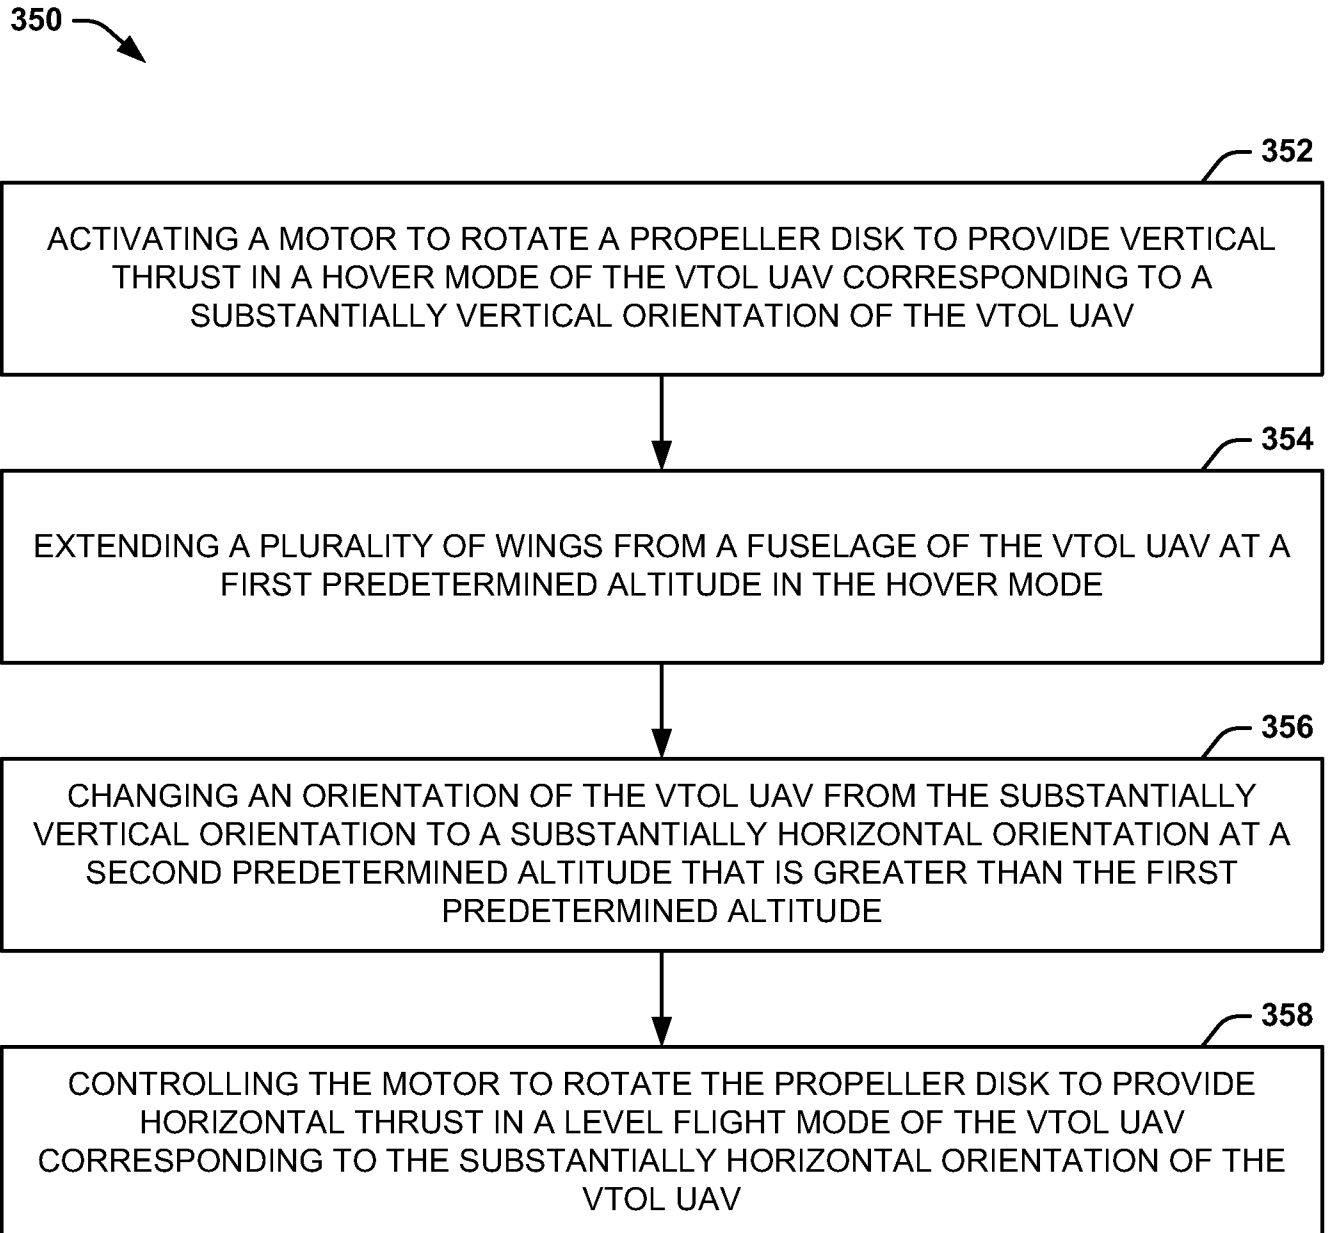 350
352
ACTIVATING A MOTOR TO ROTATE A PROPELLER DISK TO PROVIDE VERTICAL
THRUST IN A HOVER MODE OF THE VTOL UAV CORRESPONDING TO A
SUBSTANTIALLY VERTICAL ORIENTATION OF THE VTOL UAV
354
EXTENDING A PLURALITY OF WINGS FROM A FUSELAGE OF THE VTOL UAV AT A
FIRST PREDETERMINED ALTITUDE IN THE HOVER MODE
356
CHANGING AN ORIENTATION OF THE VTOL UAV FROM THE SUBSTANTIALLY
VERTICAL ORIENTATION TO A SUBSTANTIALLY HORIZONTAL ORIENTATION AT A
SECOND PREDETERMINED ALTITUDE THAT IS GREATER THAN THE FIRST
PREDETERMINED ALTITUDE
358
CONTROLLING THE MOTOR TO ROTATE THE PROPELLER DISK TO PROVIDE
HORIZONTAL THRUST IN A LEVEL FLIGHT MODE OF THE VTOL UAV
CORRESPONDING TO THE SUBSTANTIALLY HORIZONTAL ORIENTATION OF THE
VTOL UAV